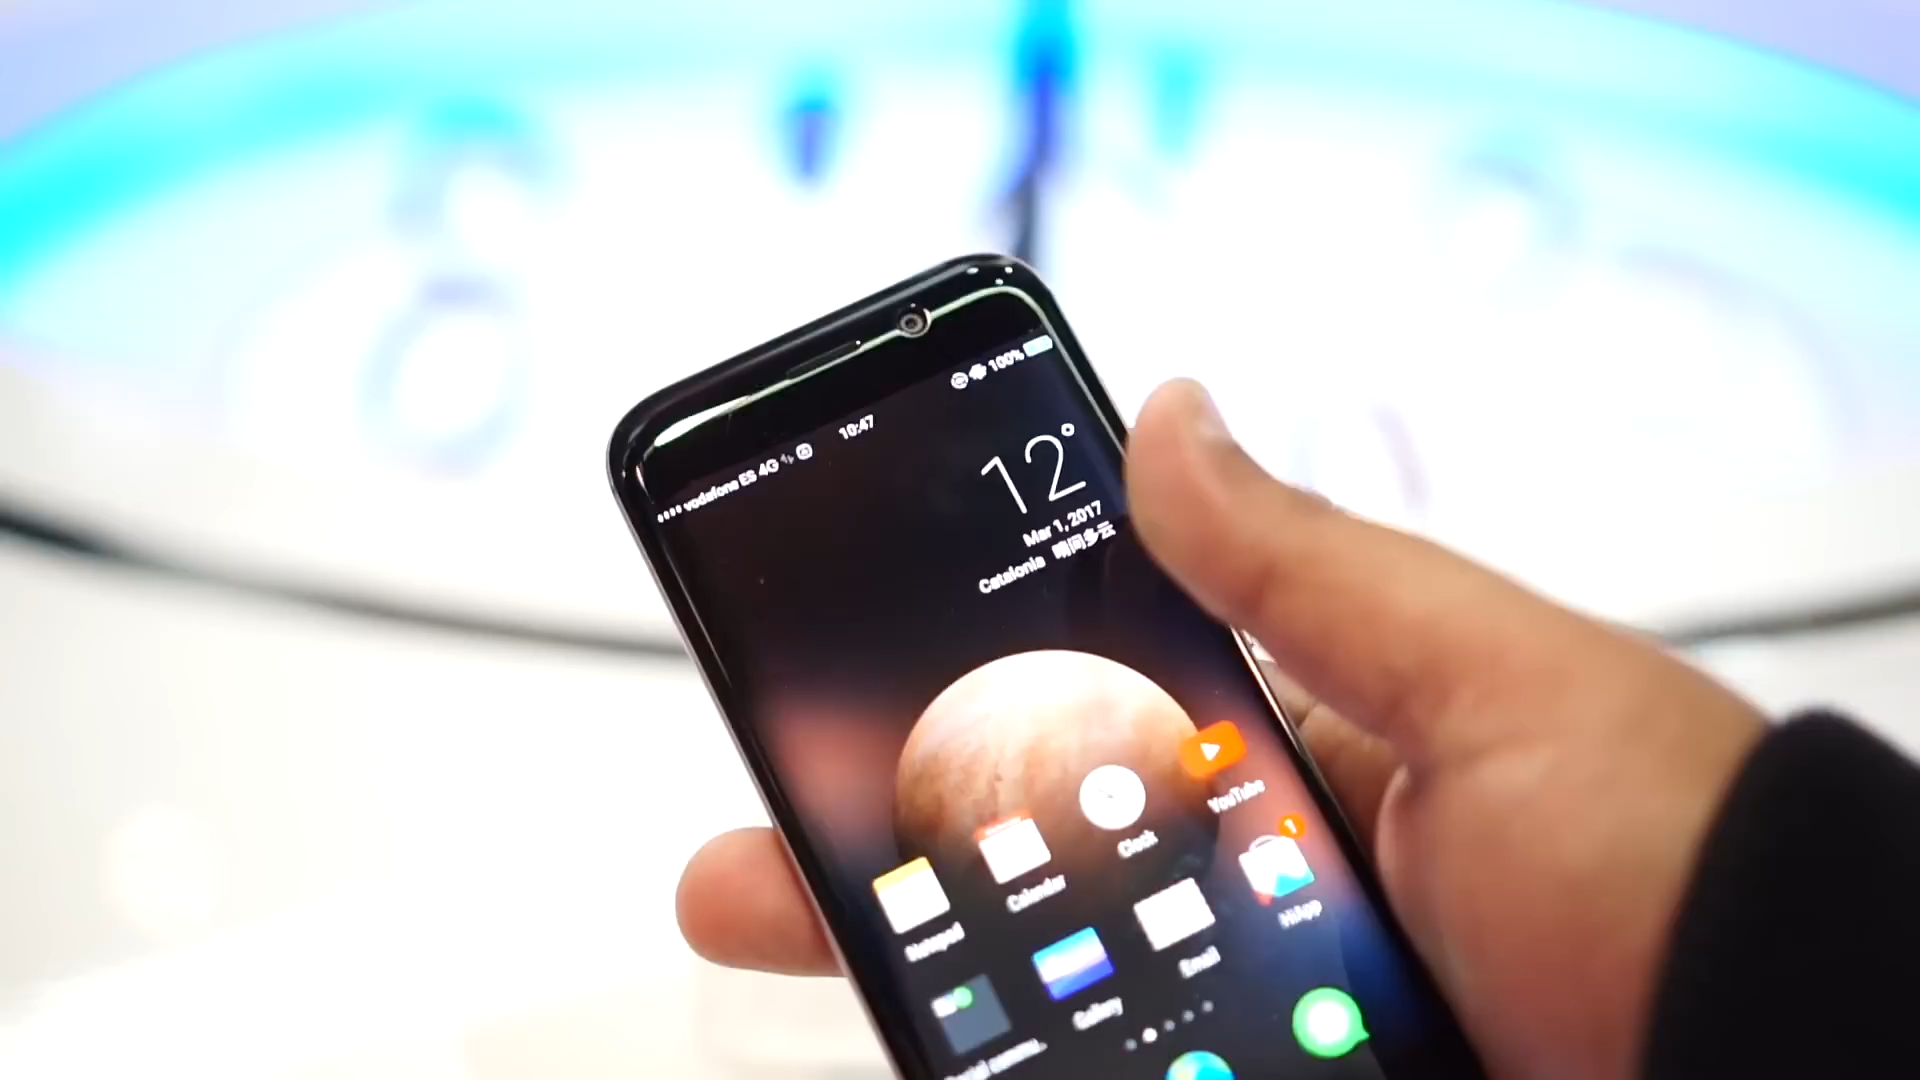 vodafone ES 4G
10:47
100%
12°
Mar 1, 2017
Catalonia 晴间多云
YouTube
Clock
Calendar
Notepad
HiApp
1
Email
Gallery